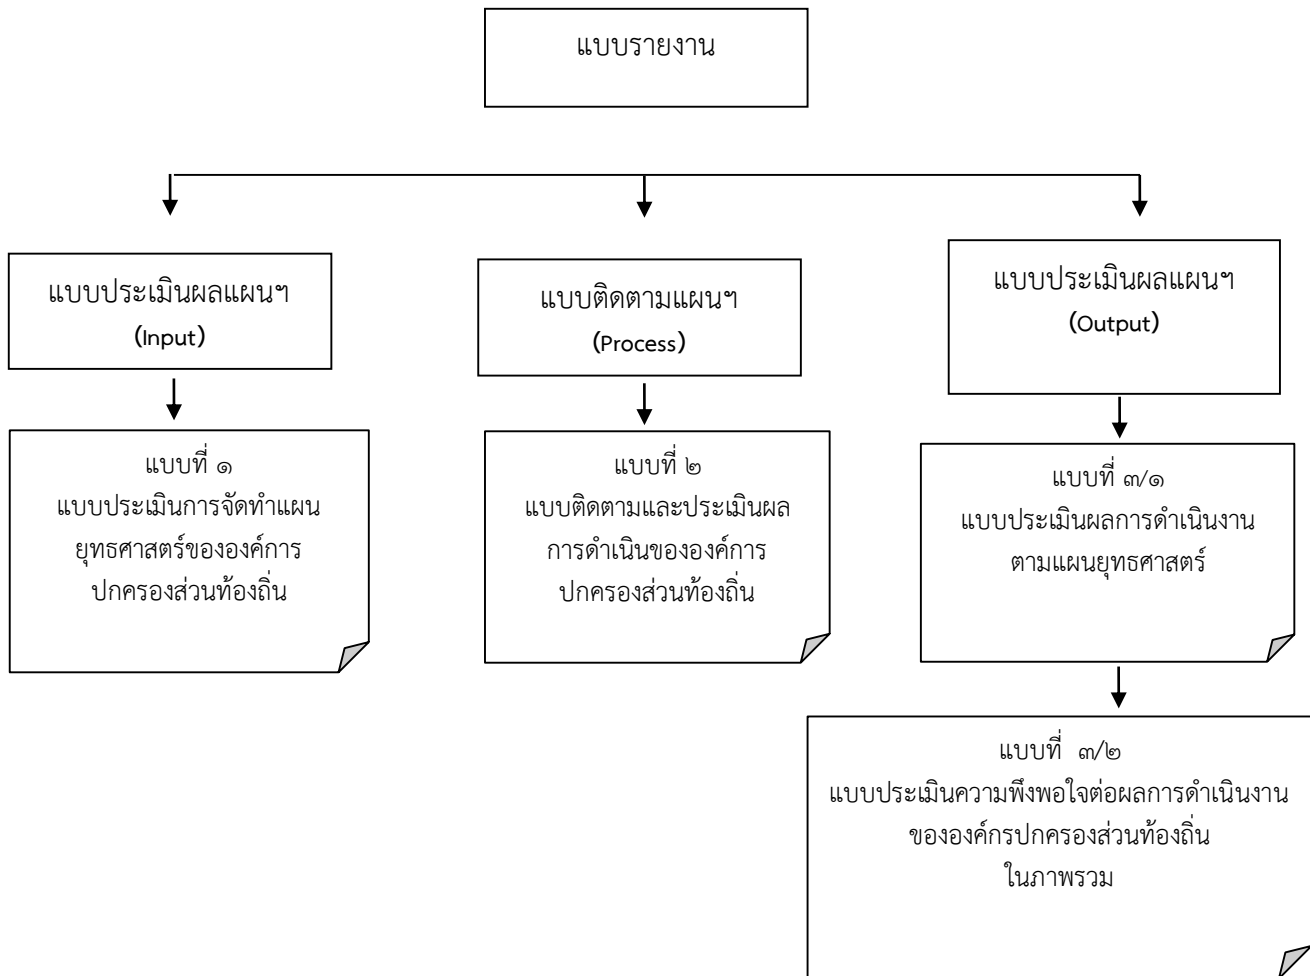 แบบรายงาน
แบบประเมินผลแผนฯ
(Input)
แบบติดตามแผนฯ
(Process)
แบบประเมินผลแผนฯ
(Output)
แบบที่ ๑
แบบประเมินการจัดทำแผน
ยุทธศาสตร์ขององค์การ
ปกครองส่วนท้องถิ่น
แบบที่ ๒
แบบติดตามและประเมินผล
การดำเนินขององค์การ
ปกครองส่วนท้องถิ่น
แบบที่ ๓/๑
แบบประเมินผลการดำเนินงาน
ตามแผนยุทธศาสตร์
แบบที่ ๓/๒
แบบประเมินความพึงพอใจต่อผลการดำเนินงาน
ขององค์กรปกครองส่วนท้องถิ่น
ในภาพรวม